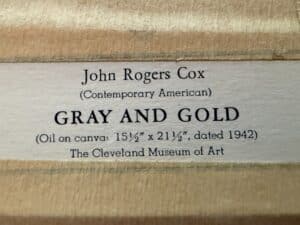 John Rogers Cox
(Contemporary American)
GRAY AND GOLD
(Oil on canva: 15½" x 21½", dated 1942)
The Cleveland Museum of Art